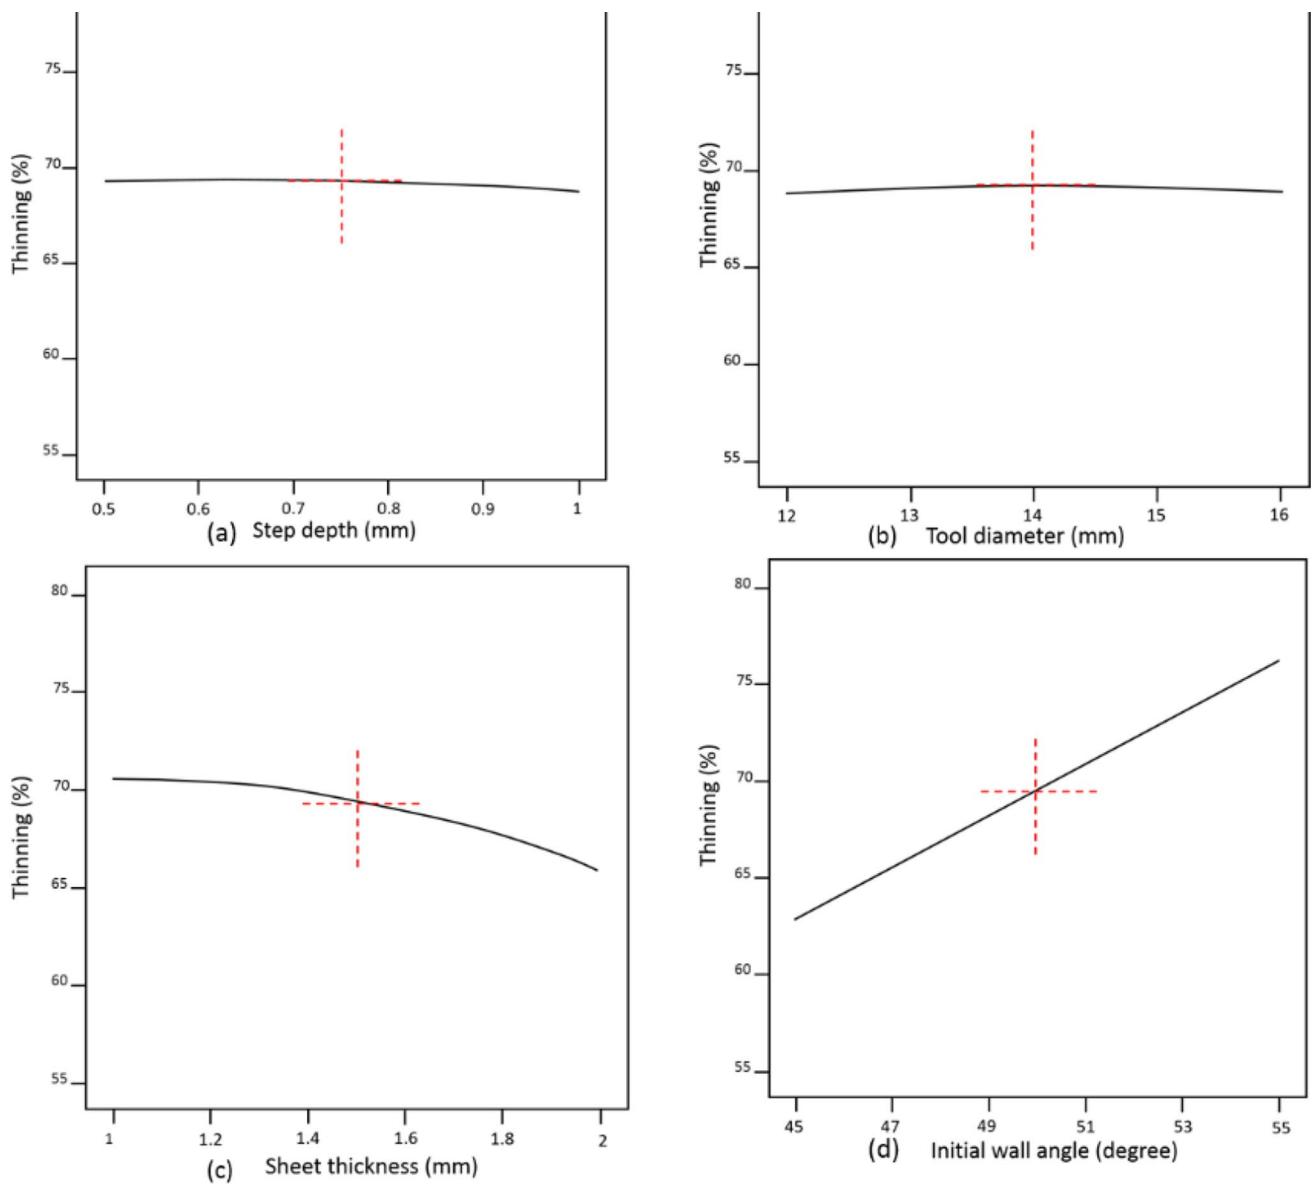 75
70
65
60
55
Thinning (%)
0.5 0.6 0.7 0.8 0.9 1
(a) Step depth (mm)
75
70
65
60
55
Thinning (%)
12 13 14 15 16
(b) Tool diameter (mm)
80
75
70
65
60
55
Thinning (%)
1 1.2 1.4 1.6 1.8 2
(c) Sheet thickness (mm)
80
75
70
65
60
55
Thinning (%)
45 47 49 51 53 55
(d) Initial wall angle (degree)